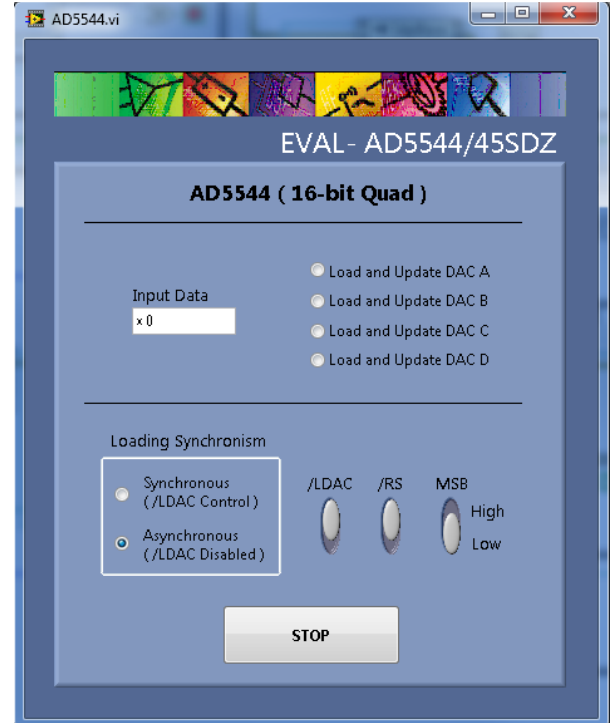 AD5544.vi
EVAL- AD5544/45SDZ
AD5544 ( 16-bit Quad )
Input Data
x 0
Load and Update DAC A
Load and Update DAC B
Load and Update DAC C
Load and Update DAC D
Loading Synchronism
Synchronous
( /LDAC Control )
Asynchronous
( /LDAC Disabled )
/LDAC
/RS
MSB
High
Low
STOP